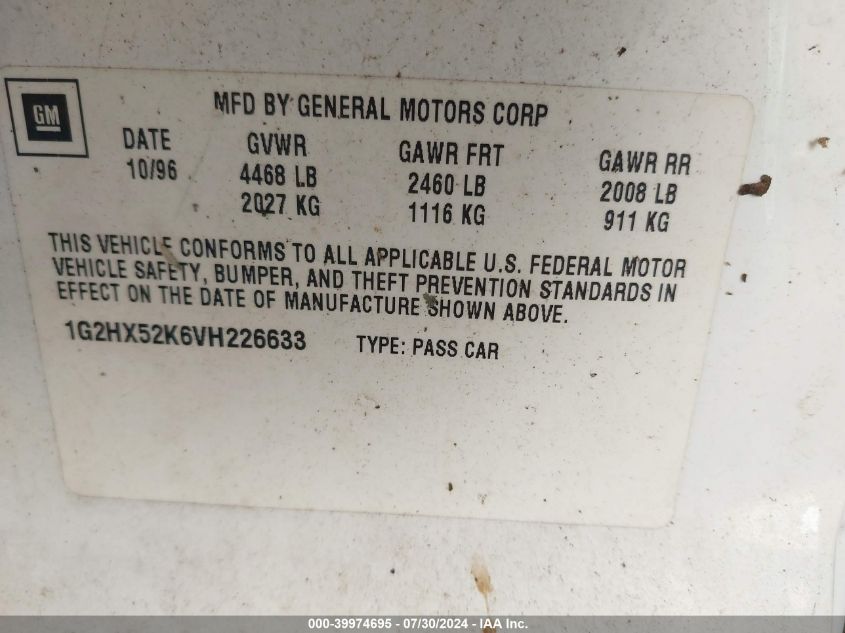 GM
MFD BY GENERAL MOTORS CORP
DATE GVWR GAWR FRT GAWR RR
10/96 4468 LB 2460 LB 2008 LB
2027 KG 1116 KG 911 KG
THIS VEHICLE CONFORMS TO ALL APPLICABLE U.S. FEDERAL MOTOR
VEHICLE SAFETY, BUMPER, AND THEFT PREVENTION STANDARDS IN
EFFECT ON THE DATE OF MANUFACTURE SHOWN ABOVE.
1G2HX52K6VH226633 TYPE: PASS CAR
000-39974695 - 07/30/2024 - IAA Inc.